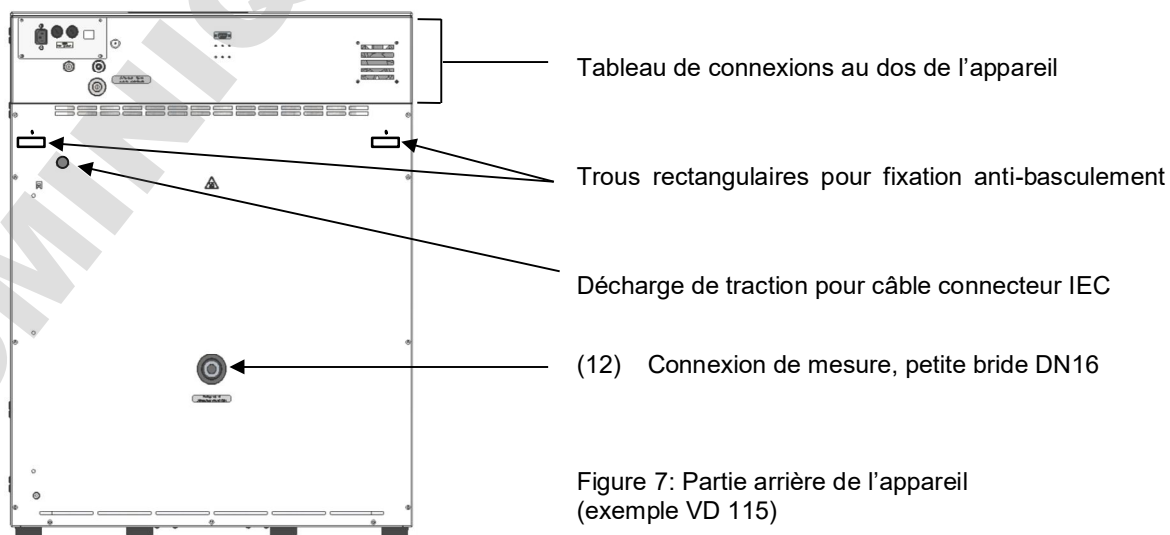 Tableau de connexions au dos de l’appareil
Trous rectangulaires pour fixation anti-basculement
Décharge de traction pour câble connecteur IEC
(12) Connexion de mesure, petite bride DN16
Figure 7: Partie arrière de l’appareil
(exemple VD 115)